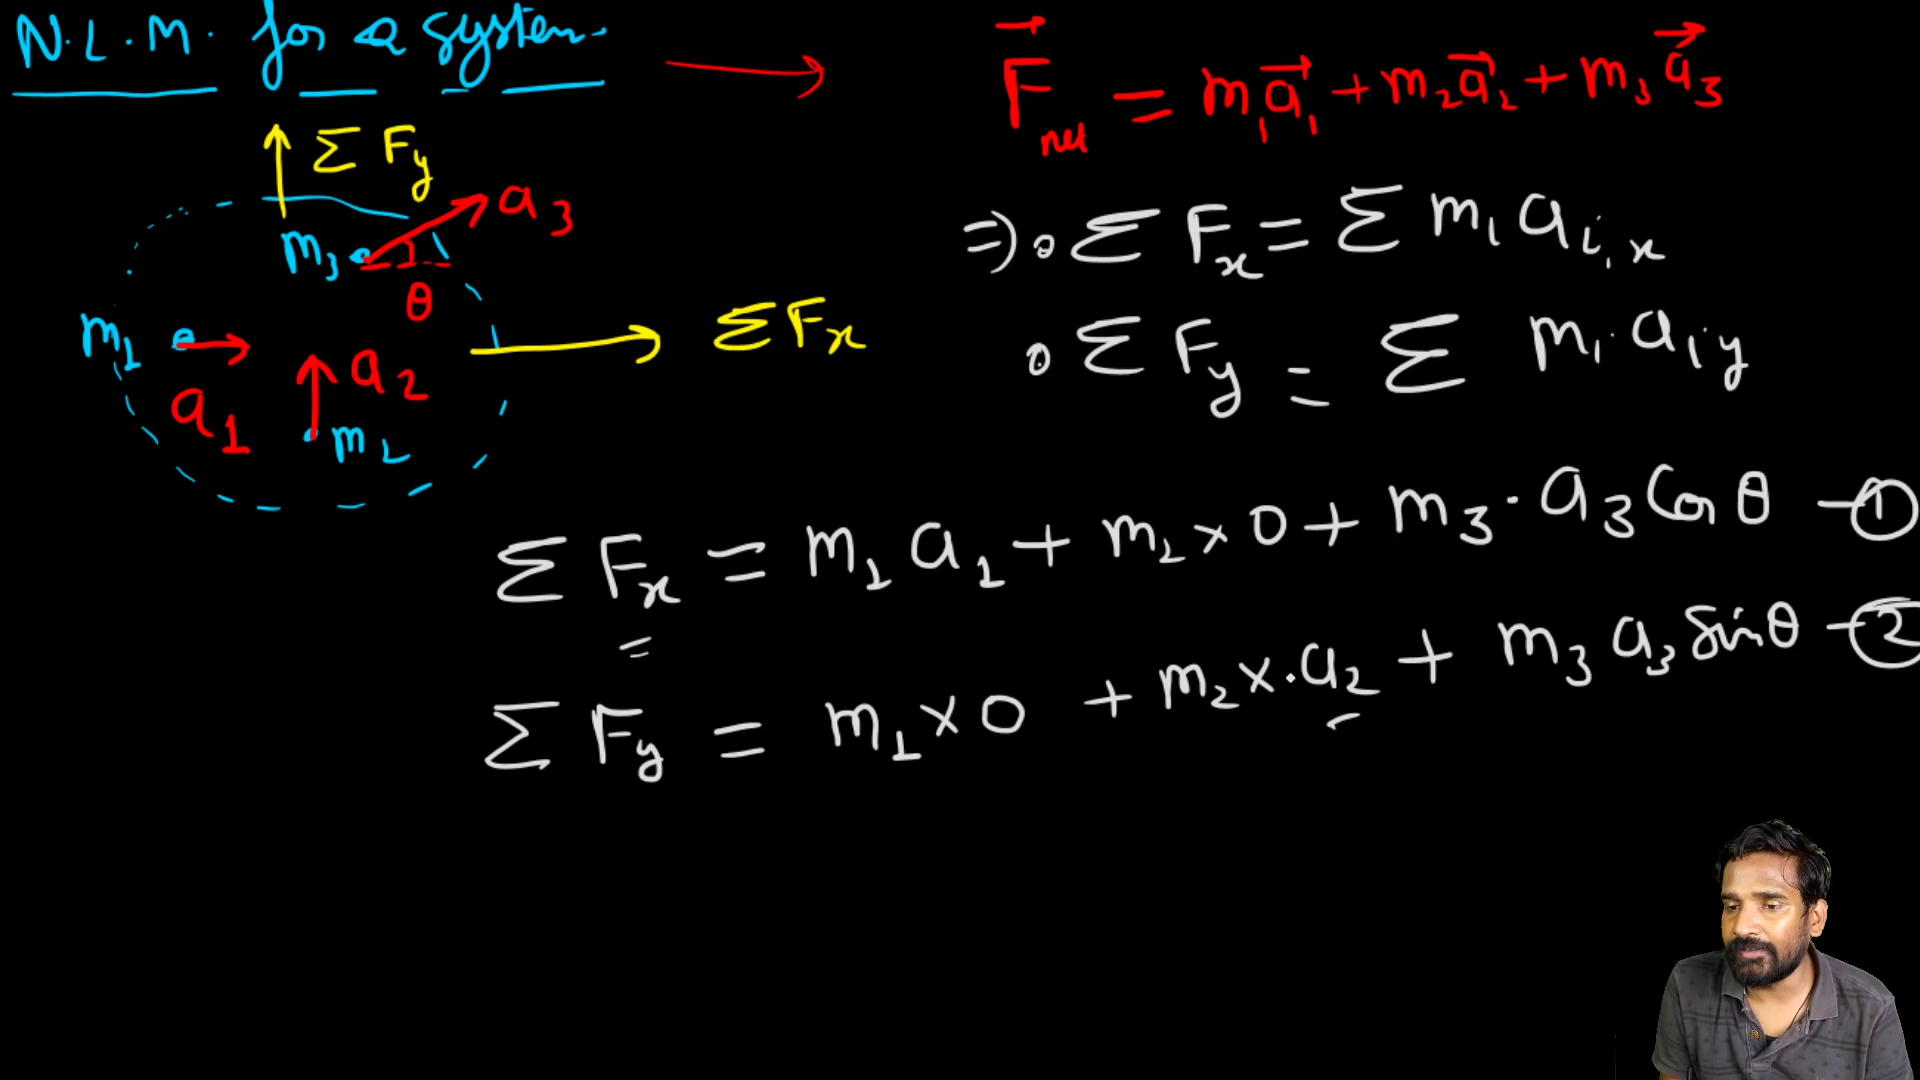 N.L.M. for a system.
F⃗net = m₁a⃗₁ + m₂a⃗₂ + m₃a⃗₃
ΣFy
a₃
m₃
θ
m₁
a₁
a₂
m₂
ΣFx
⇒) • ΣFx = Σ mᵢ aᵢ,x
• ΣFy = Σ mᵢ. aᵢy
ΣFx = m₁a₁ + m₂×0 + m₃.a₃Cosθ –①
ΣFy = m₁×0 + m₂×.a₂ + m₃a₃Sinθ –②